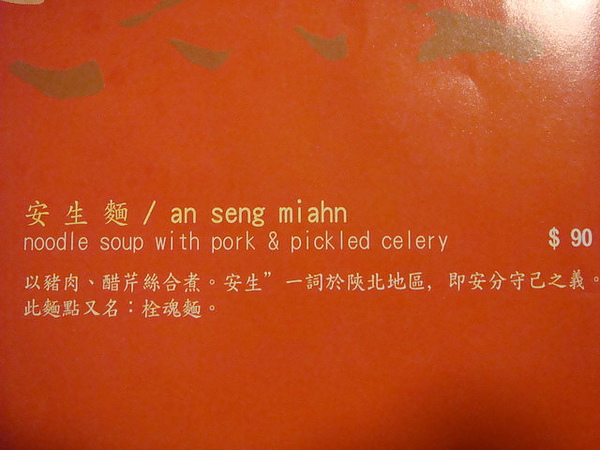 安生麵 / an seng miahn
noodle soup with pork & pickled celery $ 90
以豬肉、醋芹絲合煮。安生”一詞於陝北地區，即安分守己之義。
此麵點又名：栓魂麵。